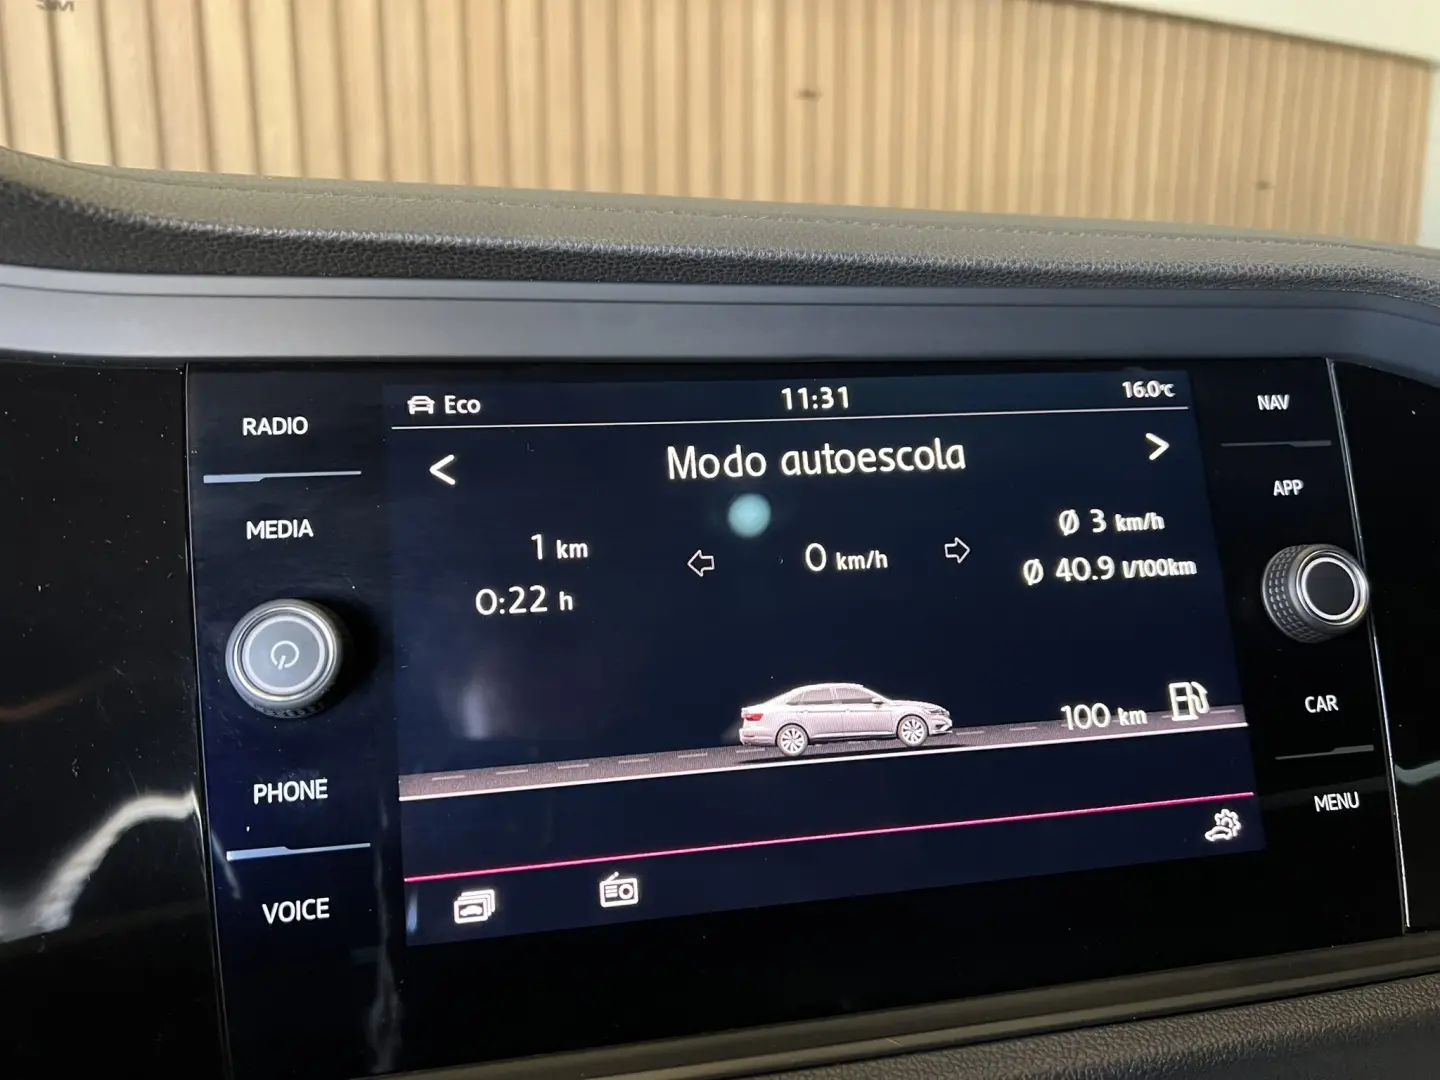 3M
RADIO
MEDIA
PHONE
VOICE
Eco
11:31
16.0°C
<
Modo autoescola
>
1 km
0:22 h
0 km/h
Ø 3 km/h
Ø 40.9 l/100km
100 km
NAV
APP
CAR
MENU